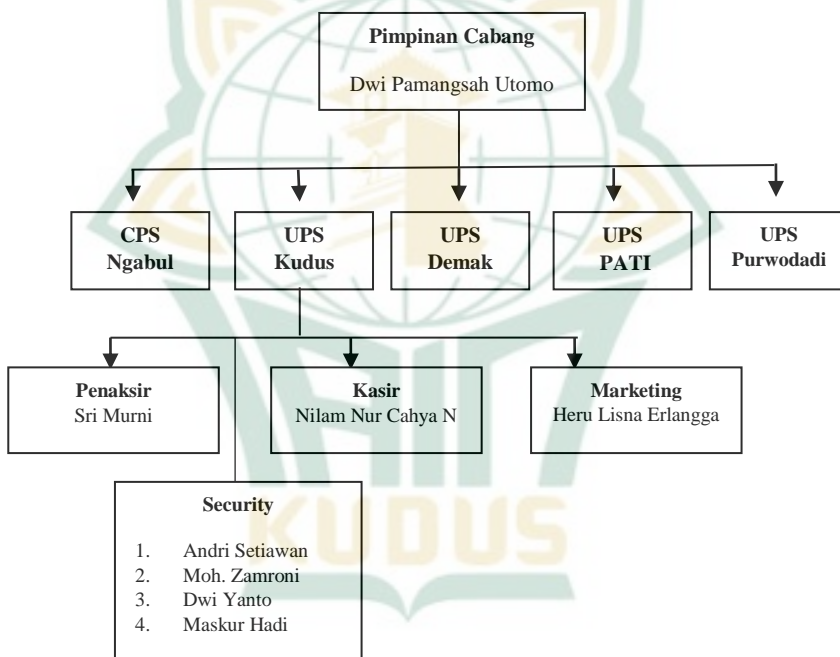 Pimpinan Cabang
Dwi Pamangsah Utomo
CPS
Ngabul
UPS
Kudus
UPS
Demak
UPS
PATI
UPS
Purwodadi
Penaksir
Sri Murni
Kasir
Nilam Nur Cahya N
Marketing
Heru Lisna Erlangga
Security
1. Andri Setiawan
2. Moh. Zamroni
3. Dwi Yanto
4. Maskur Hadi
IAIN
KUDUS